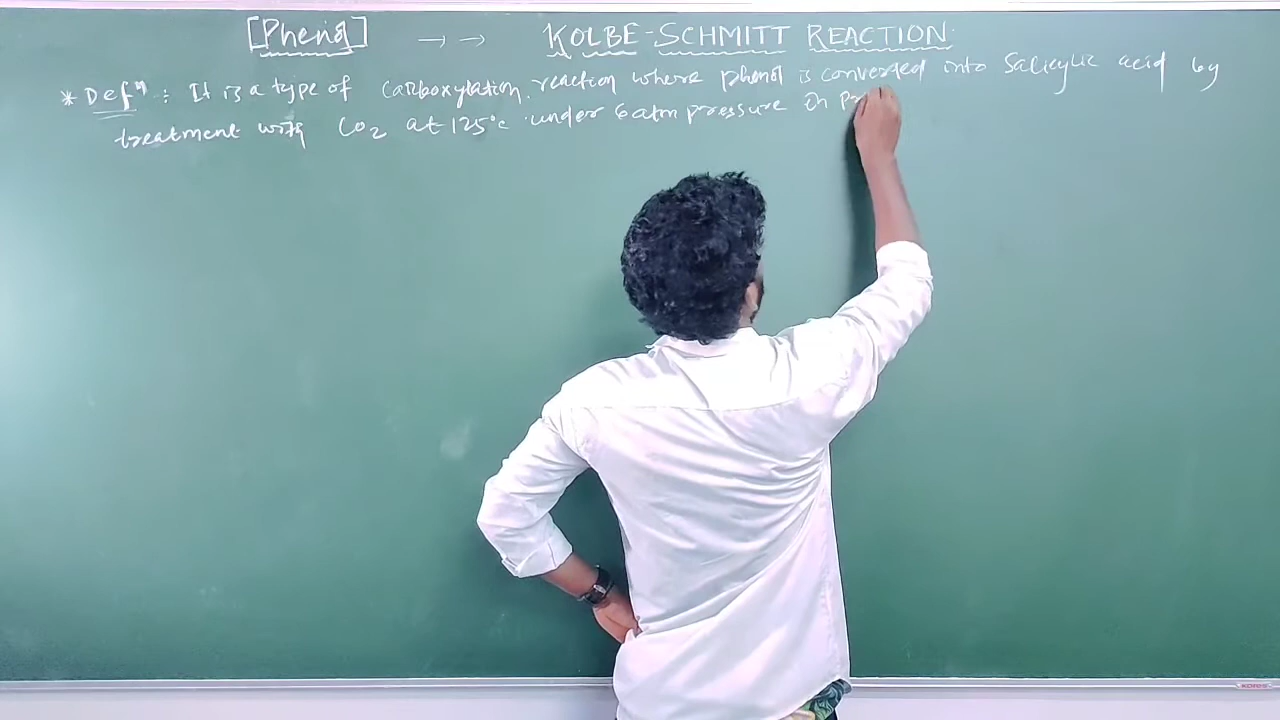 [Phenol] → → KOLBE-SCHMITT REACTION
* Defⁿ : It is a type of carboxylation reaction where phenol is converted into Salicylic acid by
treatment with CO2 at 125°c under 6 atm pressure in
KORES